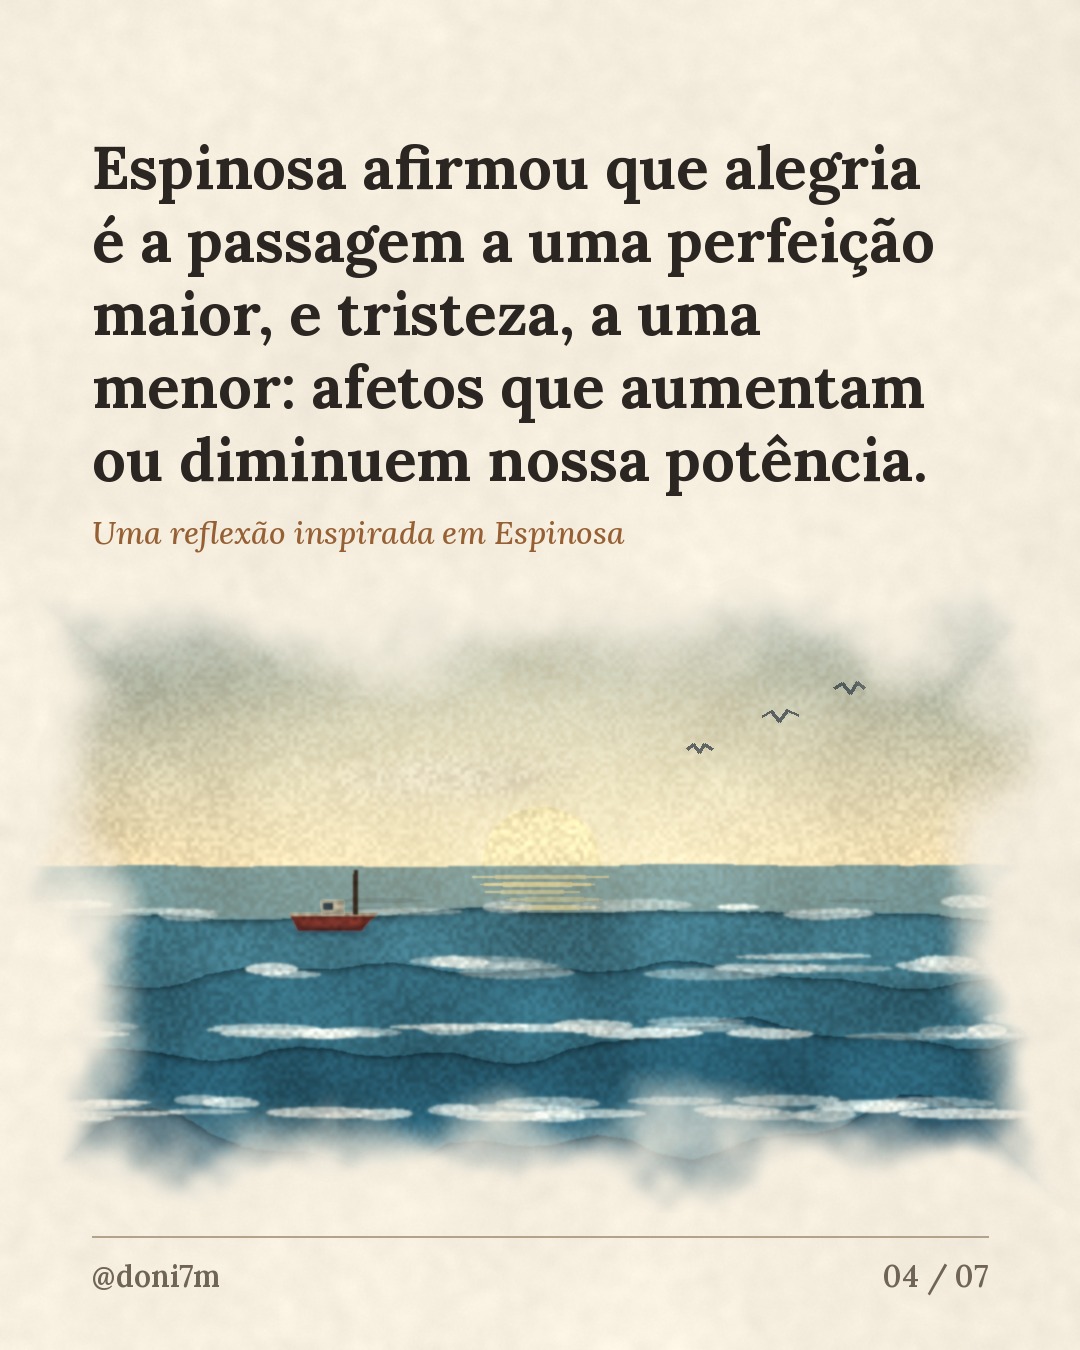 Espinosa afirmou que alegria
é a passagem a uma perfeição
maior, e tristeza, a uma
menor: afetos que aumentam
ou diminuem nossa potência.
Uma reflexão inspirada em Espinosa
@doni7m
04 / 07